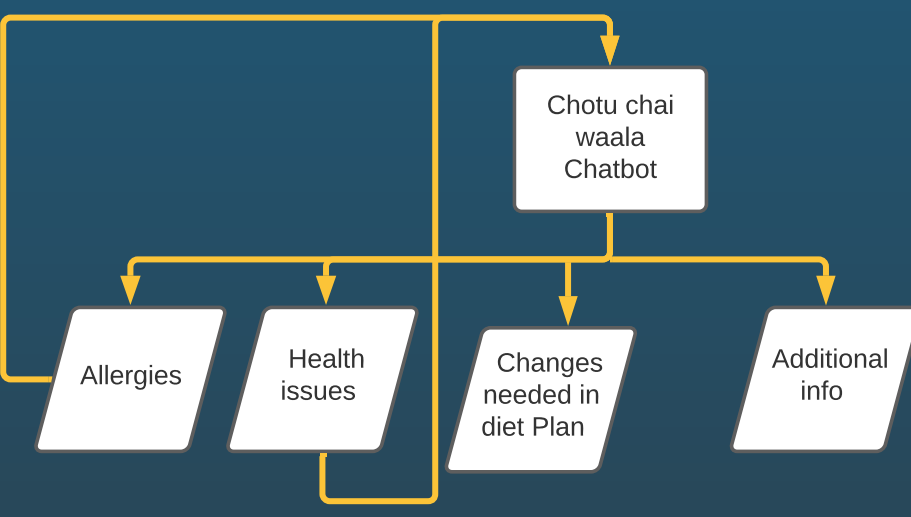 Chotu chai
waala
Chatbot
Allergies
Health
issues
Changes
needed in
diet Plan
Additional
info